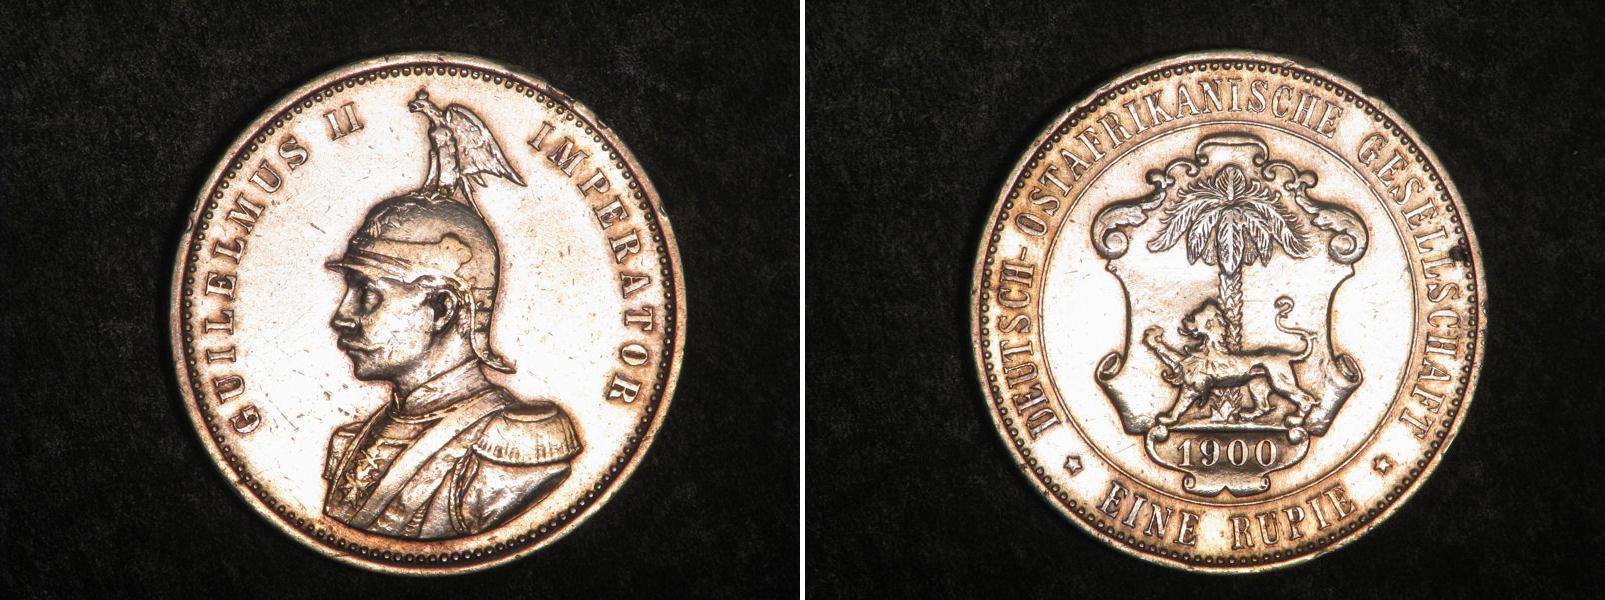 GUILELMUS II IMPERATOR
DEUTSCH-OSTAFRIKANISCHE GESELLSCHAFT
1900
EINE RUPIE